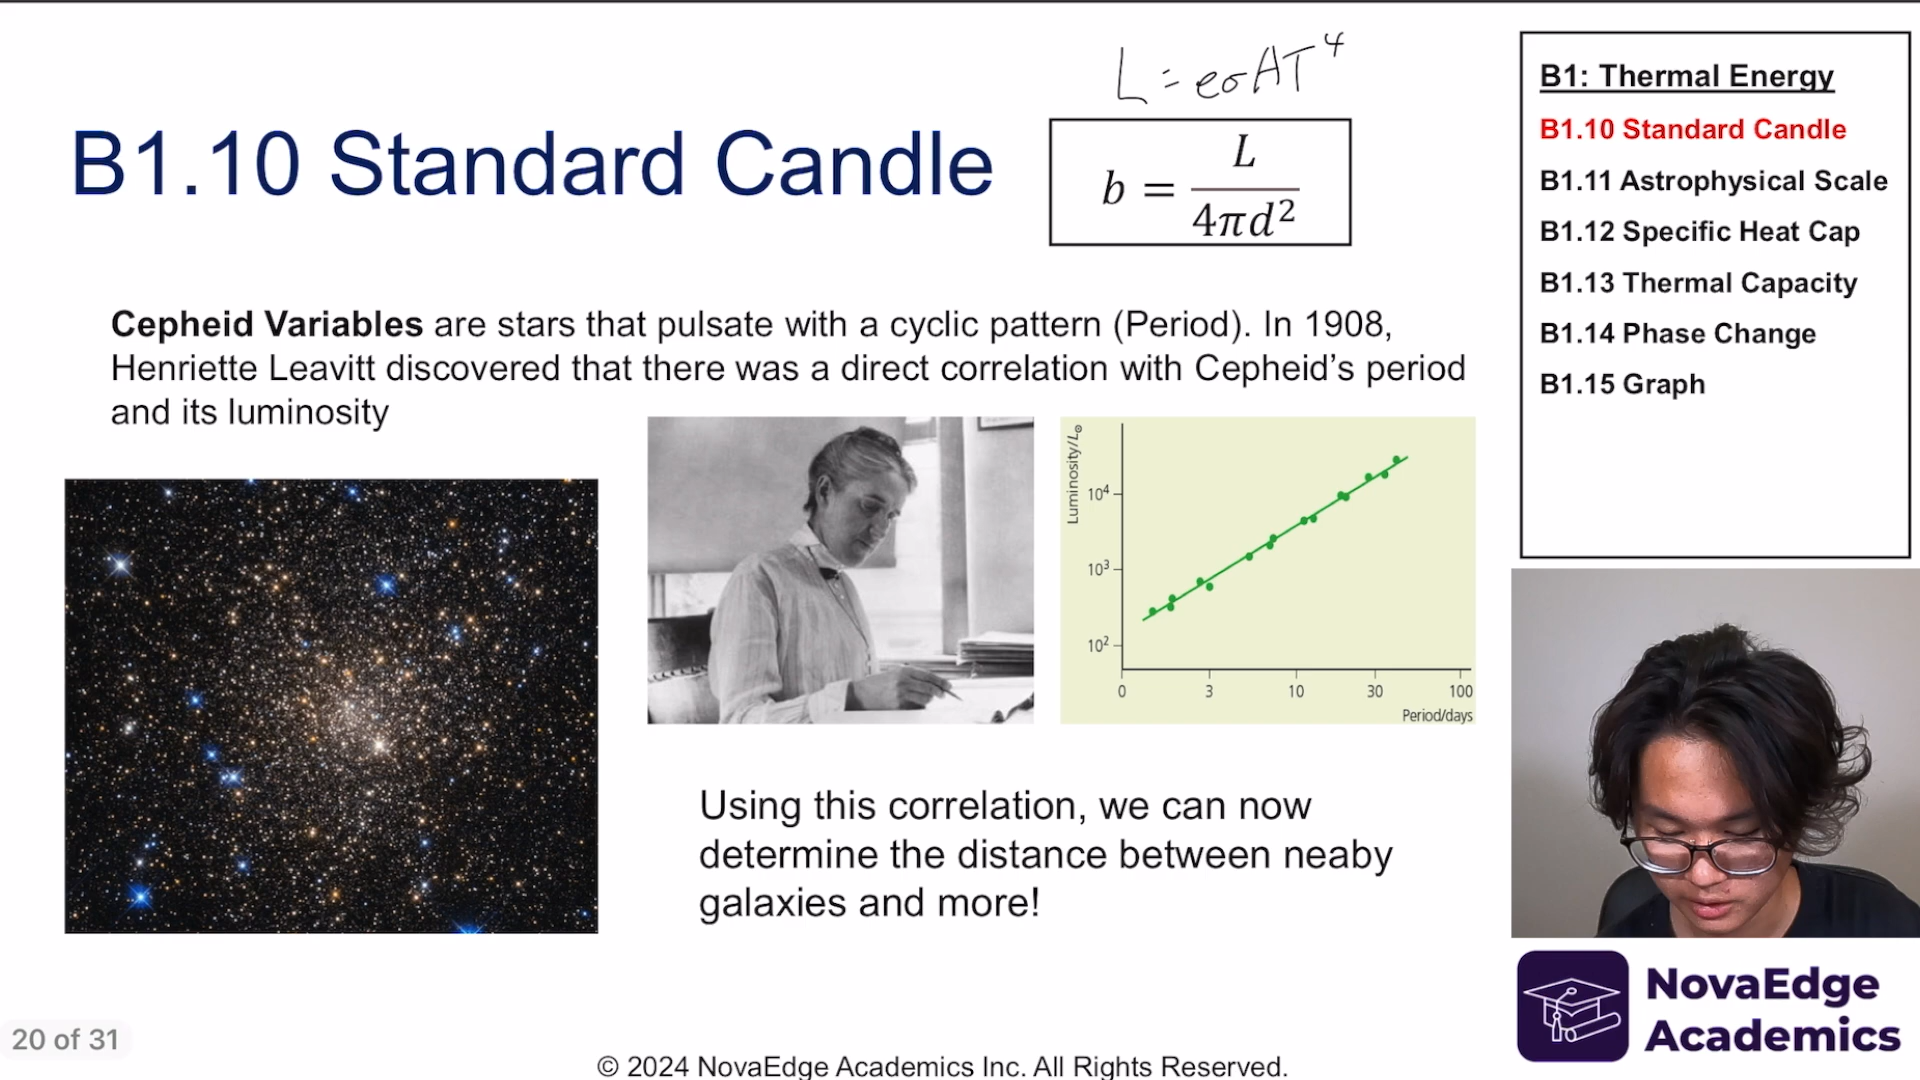 L = eσAT⁴
B1.10 Standard Candle
b = L / 4πd²
Cepheid Variables are stars that pulsate with a cyclic pattern (Period). In 1908,
Henriette Leavitt discovered that there was a direct correlation with Cepheid’s period
and its luminosity
Luminosity/L⊙
10⁴
10³
10²
0 3 10 30 100
Period/days
Using this correlation, we can now
determine the distance between neaby
galaxies and more!
B1: Thermal Energy
B1.10 Standard Candle
B1.11 Astrophysical Scale
B1.12 Specific Heat Cap
B1.13 Thermal Capacity
B1.14 Phase Change
B1.15 Graph
NovaEdge
Academics
20 of 31
© 2024 NovaEdge Academics Inc. All Rights Reserved.